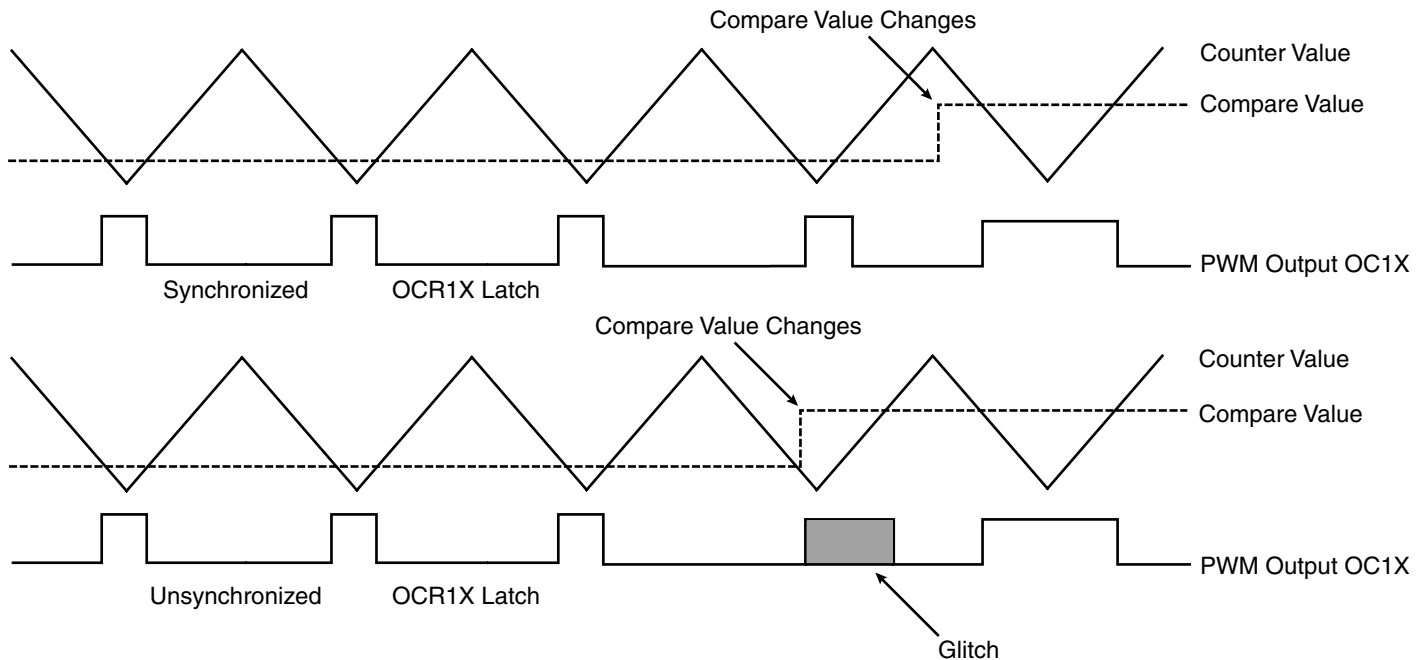 Compare Value Changes
Counter Value
Compare Value
PWM Output OC1X
Synchronized OCR1X Latch
Compare Value Changes
Counter Value
Compare Value
PWM Output OC1X
Unsynchronized OCR1X Latch
Glitch